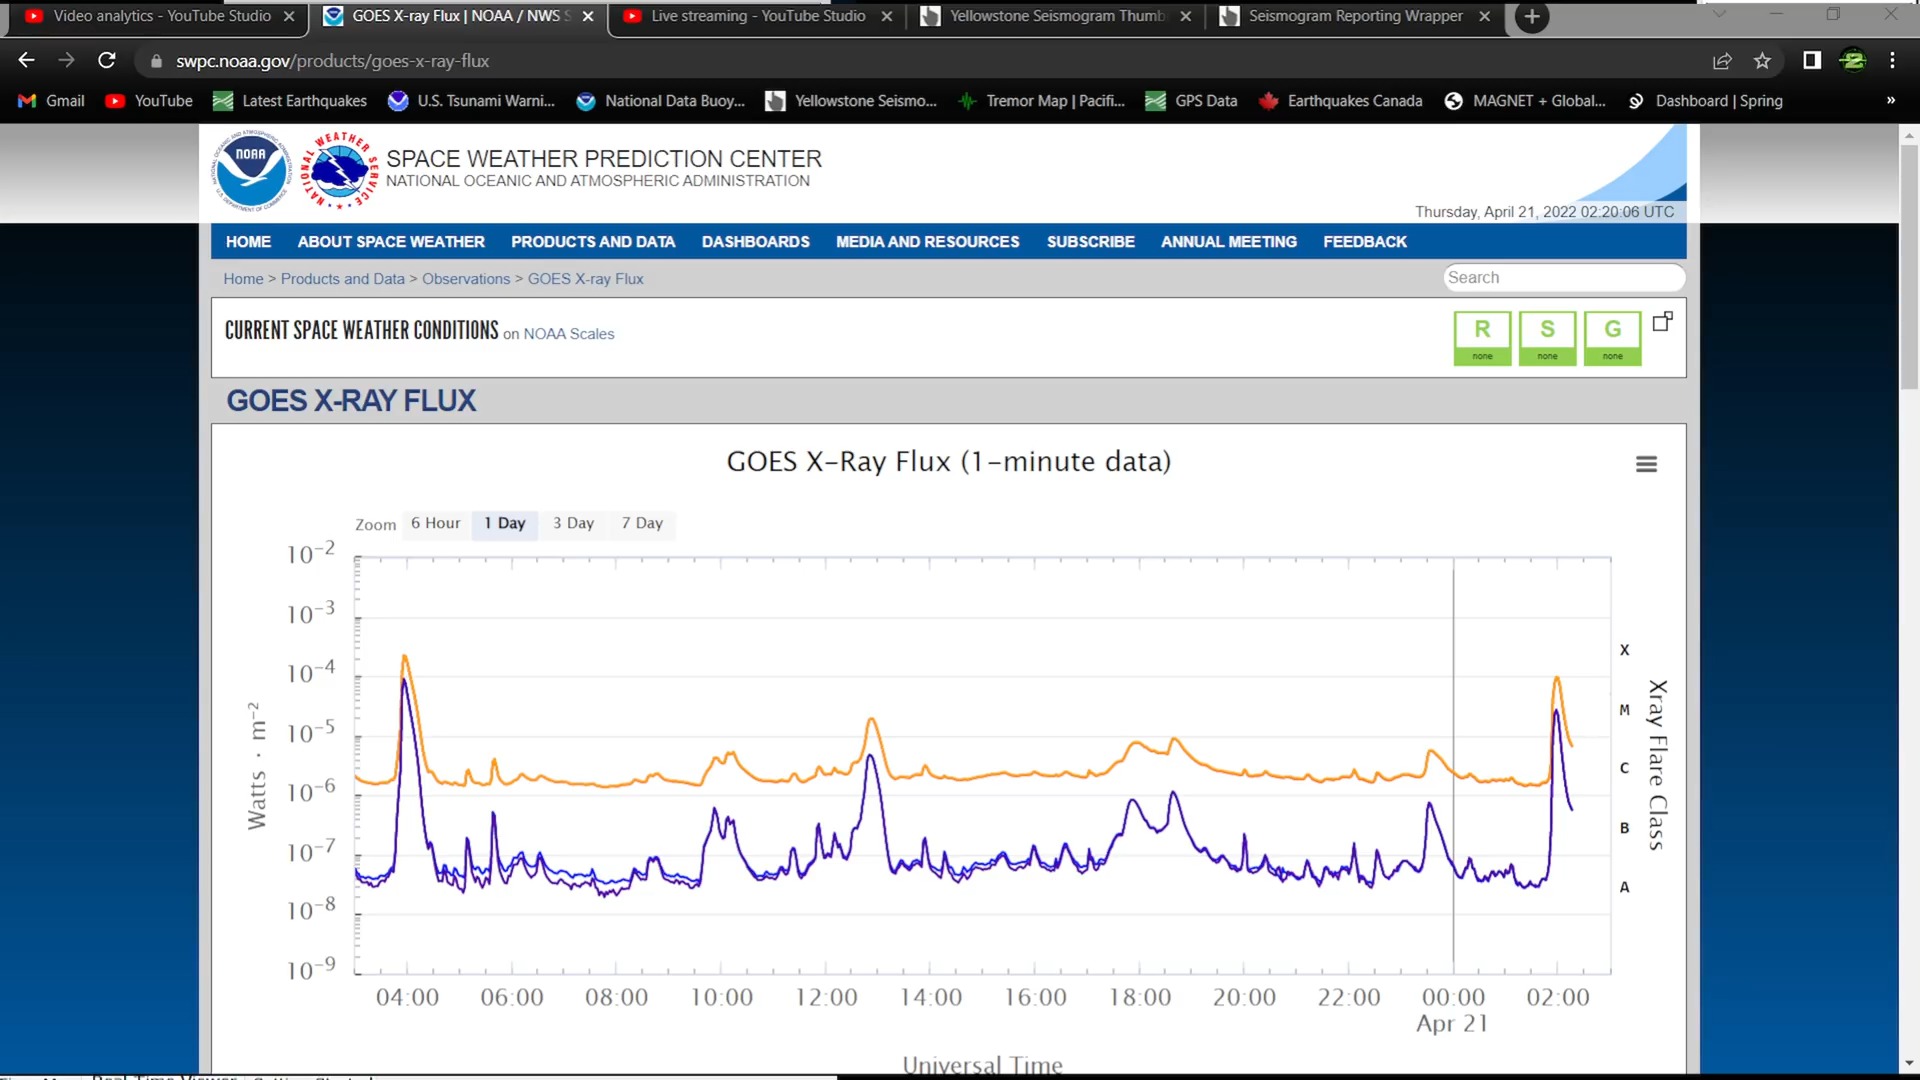 Video analytics - YouTube Studio
GOES X-ray Flux | NOAA / NWS S
Live streaming - YouTube Studio
Yellowstone Seismogram Thumb
Seismogram Reporting Wrapper
swpc.noaa.gov/products/goes-x-ray-flux
Gmail
YouTube
Latest Earthquakes
U.S. Tsunami Warni...
National Data Buoy...
Yellowstone Seismo...
Tremor Map | Pacifi...
GPS Data
Earthquakes Canada
MAGNET + Global...
Dashboard | Spring
»
NOAA
NATIONAL WEATHER SERVICE
SPACE WEATHER PREDICTION CENTER
NATIONAL OCEANIC AND ATMOSPHERIC ADMINISTRATION
Thursday, April 21, 2022 02:20:06 UTC
HOME ABOUT SPACE WEATHER PRODUCTS AND DATA DASHBOARDS MEDIA AND RESOURCES SUBSCRIBE ANNUAL MEETING FEEDBACK
Home > Products and Data > Observations > GOES X-ray Flux
Search
CURRENT SPACE WEATHER CONDITIONS on NOAA Scales
R S G
none none none
GOES X-RAY FLUX
GOES X-Ray Flux (1-minute data)
Zoom 6 Hour 1 Day 3 Day 7 Day
10⁻²
10⁻³
10⁻⁴
10⁻⁵
10⁻⁶
10⁻⁷
10⁻⁸
10⁻⁹
Watts · m⁻²
X
M
C
B
A
Xray Flare Class
04:00 06:00 08:00 10:00 12:00 14:00 16:00 18:00 20:00 22:00 00:00 02:00
Apr 21
Universal Time